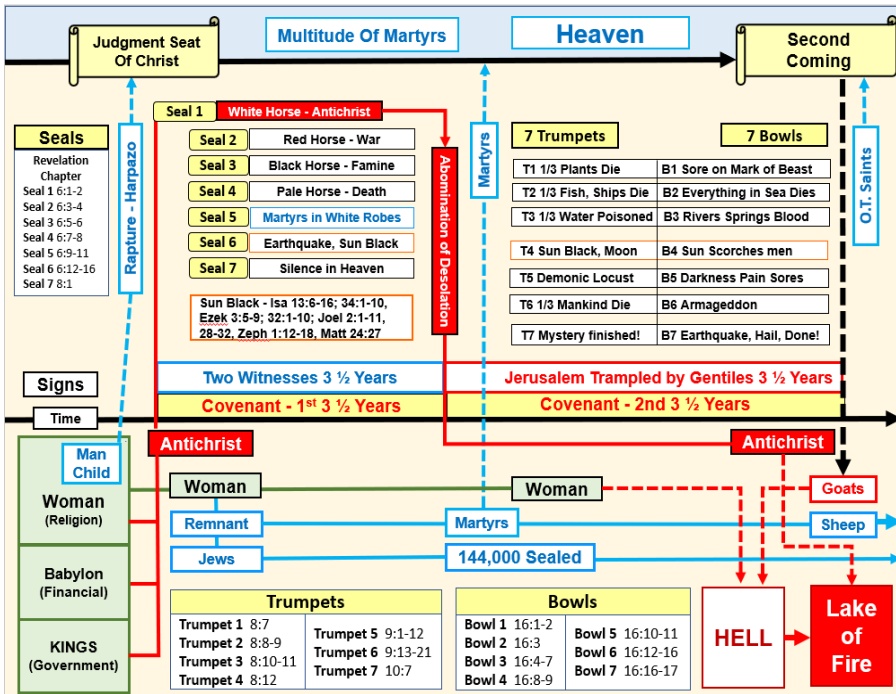 Judgment Seat
Of Christ
Multitude Of Martyrs
Heaven
Second
Coming
Seals
Revelation
Chapter
Seal 1 6:1-2
Seal 2 6:3-4
Seal 3 6:5-6
Seal 4 6:7-8
Seal 5 6:9-11
Seal 6 6:12-16
Seal 7 8:1
Rapture - Harpazo
Seal 1 White Horse - Antichrist
Seal 2 Red Horse - War
Seal 3 Black Horse - Famine
Seal 4 Pale Horse - Death
Seal 5 Martyrs in White Robes
Seal 6 Earthquake, Sun Black
Seal 7 Silence in Heaven
Sun Black - Isa 13:6-16; 34:1-10,
Ezek 3:5-9; 32:1-10; Joel 2:1-11,
28-32, Zeph 1:12-18, Matt 24:27
Abomination of Desolation
Martyrs
7 Trumpets 7 Bowls
T1 1/3 Plants Die B1 Sore on Mark of Beast
T2 1/3 Fish, Ships Die B2 Everything in Sea Dies
T3 1/3 Water Poisoned B3 Rivers Springs Blood
T4 Sun Black, Moon B4 Sun Scorches men
T5 Demonic Locust B5 Darkness Pain Sores
T6 1/3 Mankind Die B6 Armageddon
T7 Mystery finished! B7 Earthquake, Hail, Done!
O.T. Saints
Signs
Two Witnesses 3 ½ Years Jerusalem Trampled by Gentiles 3 ½ Years
Covenant - 1st 3 ½ Years Covenant - 2nd 3 ½ Years
Time
Man
Child
Antichrist
Antichrist
Woman
(Religion)
Woman
Woman
Goats
Remnant
Martyrs
Sheep
Jews
144,000 Sealed
Babylon
(Financial)
KINGS
(Government)
Trumpets
Trumpet 1 8:7
Trumpet 2 8:8-9
Trumpet 3 8:10-11
Trumpet 4 8:12
Trumpet 5 9:1-12
Trumpet 6 9:13-21
Trumpet 7 10:7
Bowls
Bowl 1 16:1-2
Bowl 2 16:3
Bowl 3 16:4-7
Bowl 4 16:8-9
Bowl 5 16:10-11
Bowl 6 16:12-16
Bowl 7 16:16-17
HELL
Lake
of
Fire